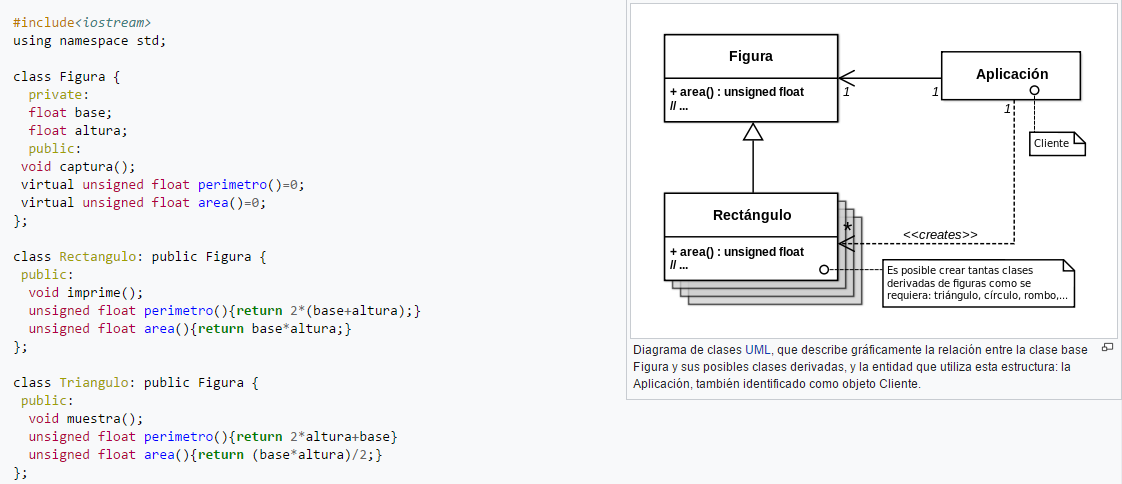 #include<iostream>
using namespace std;
class Figura {
private:
float base;
float altura;
public:
void captura();
virtual unsigned float perimetro()=0;
virtual unsigned float area()=0;
};
class Rectangulo: public Figura {
public:
void imprime();
unsigned float perimetro(){return 2*(base+altura);}
unsigned float area(){return base*altura;}
};
class Triangulo: public Figura {
public:
void muestra();
unsigned float perimetro(){return 2*altura+base}
unsigned float area(){return (base*altura)/2;}
};
Figura
+ area() : unsigned float
// ...
1
1
Aplicación
1
Cliente
Rectángulo
+ area() : unsigned float
// ...
*
<<creates>>
Es posible crear tantas clases
derivadas de figuras como se
requiera: triángulo, círculo, rombo,...
Diagrama de clases UML, que describe gráficamente la relación entre la clase base
Figura y sus posibles clases derivadas, y la entidad que utiliza esta estructura: la
Aplicación, también identificado como objeto Cliente.